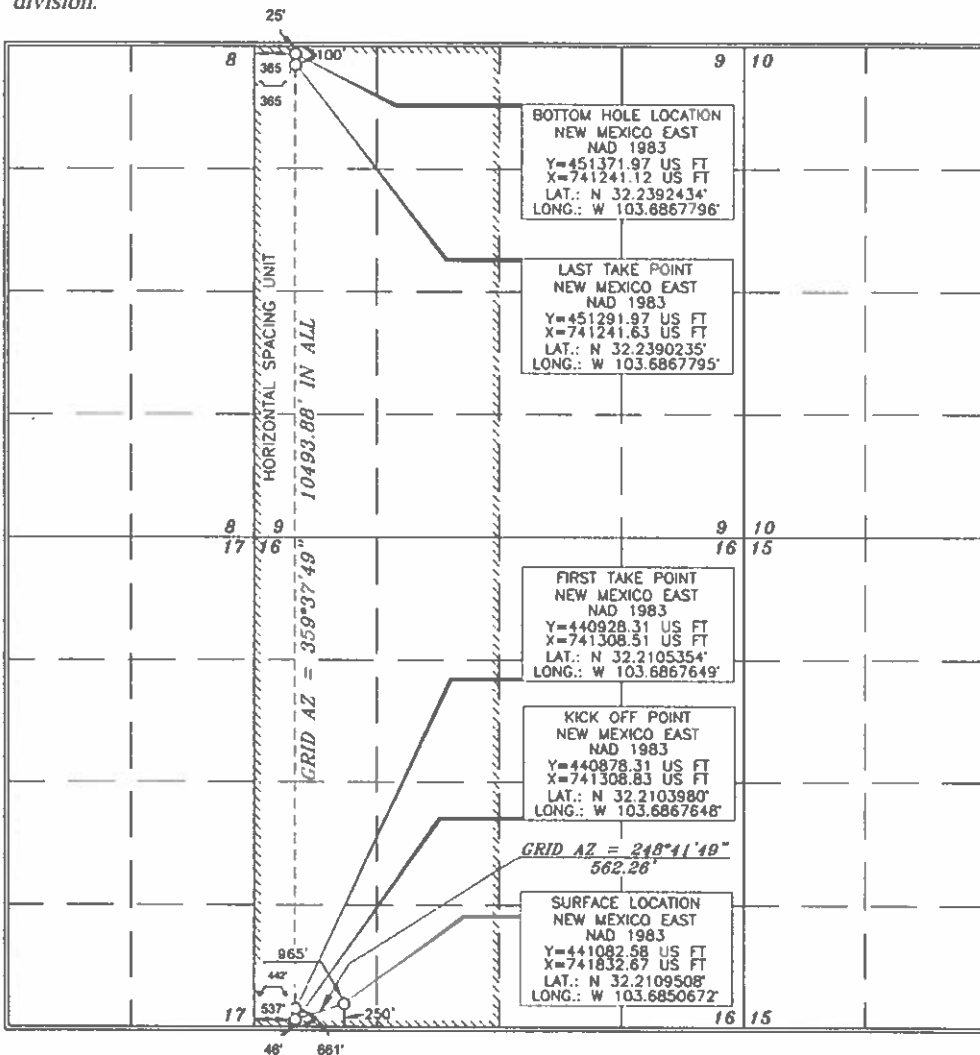 division.
25'
8
365
100'
9 10
365
BOTTOM HOLE LOCATION
NEW MEXICO EAST
NAD 1983
Y=451371.97 US FT
X=741241.12 US FT
LAT.: N 32.2392434°
LONG.: W 103.6867796°
LAST TAKE POINT
NEW MEXICO EAST
NAD 1983
Y=451291.97 US FT
X=741241.63 US FT
LAT.: N 32.2390235°
LONG.: W 103.6867795°
HORIZONTAL SPACING UNIT
GRID AZ = 359°37'49" 10493.88' IN ALL
8 9
17 16
9 10
16 15
FIRST TAKE POINT
NEW MEXICO EAST
NAD 1983
Y=440928.31 US FT
X=741308.51 US FT
LAT.: N 32.2105354°
LONG.: W 103.6867649°
KICK OFF POINT
NEW MEXICO EAST
NAD 1983
Y=440878.31 US FT
X=741308.83 US FT
LAT.: N 32.2103980°
LONG.: W 103.6867648°
GRID AZ = 248°41'49"
562.26'
SURFACE LOCATION
NEW MEXICO EAST
NAD 1983
Y=441082.58 US FT
X=741832.67 US FT
LAT.: N 32.2109508°
LONG.: W 103.6850672°
965'
442'
17
537'
250'
16 15
46'
661'